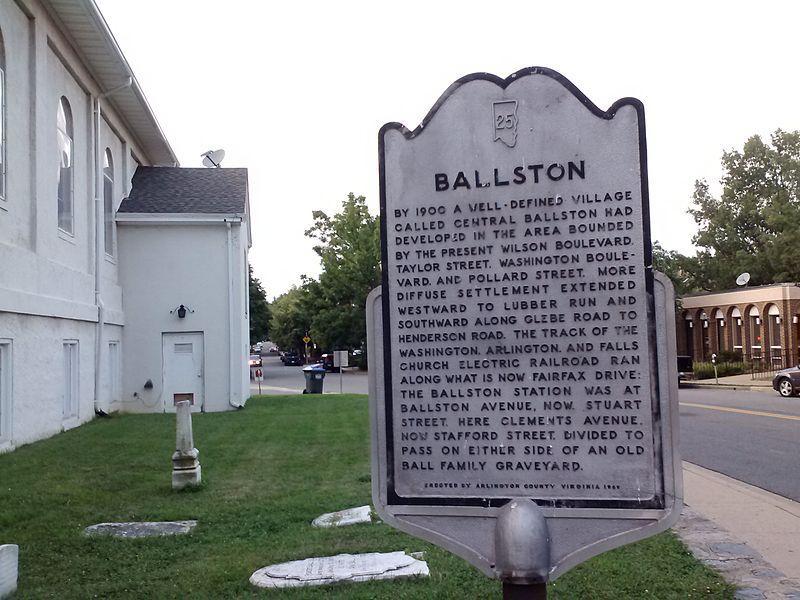 25
BALLSTON
BY 1900 A WELL-DEFINED VILLAGE
CALLED CENTRAL BALLSTON HAD
DEVELOPED IN THE AREA BOUNDED
BY THE PRESENT WILSON BOULEVARD,
TAYLOR STREET, WASHINGTON BOULE-
VARD, AND POLLARD STREET. MORE
DIFFUSE SETTLEMENT EXTENDED
WESTWARD TO LUBBER RUN AND
SOUTHWARD ALONG GLEBE ROAD TO
HENDERSON ROAD. THE TRACK OF THE
WASHINGTON, ARLINGTON, AND FALLS
CHURCH ELECTRIC RAILROAD RAN
ALONG WHAT IS NOW FAIRFAX DRIVE;
THE BALLSTON STATION WAS AT
BALLSTON AVENUE, NOW STUART
STREET. HERE CLEMENTS AVENUE,
NOW STAFFORD STREET, DIVIDED TO
PASS ON EITHER SIDE OF AN OLD
BALL FAMILY GRAVEYARD.
ERECTED BY ARLINGTON COUNTY VIRGINIA 1969